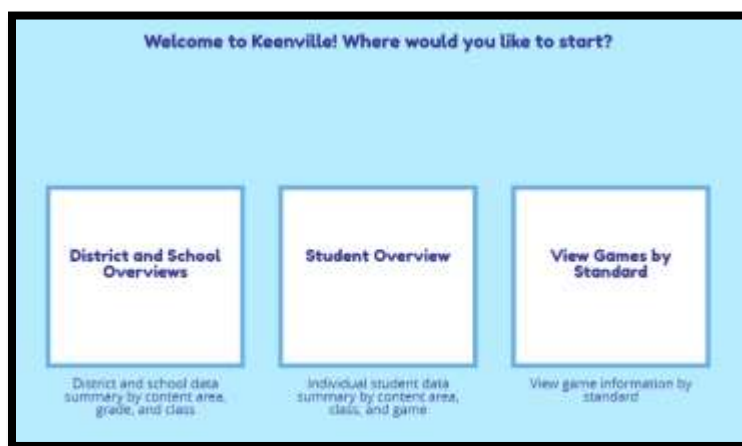 Welcome to Keenville! Where would you like to start?
District and School
Overviews
Student Overview
View Games by
Standard
District and school data
summary by content area,
grade, and class
Individual student data
summary by content area,
class, and game
View game information by
standard